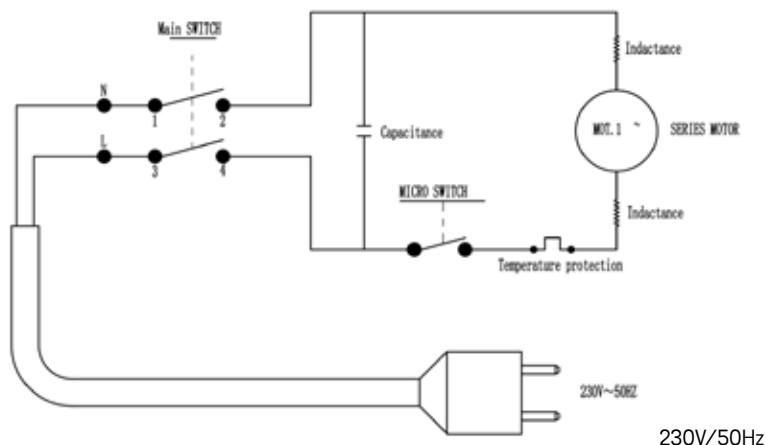 Main SWITCH
N
1
2
L
3
4
Capacitance
Indactance
MOT.1 ~
SERIES MOTOR
Indactance
MICRO SWITCH
Temperature protection
230V~50HZ
230V/50Hz